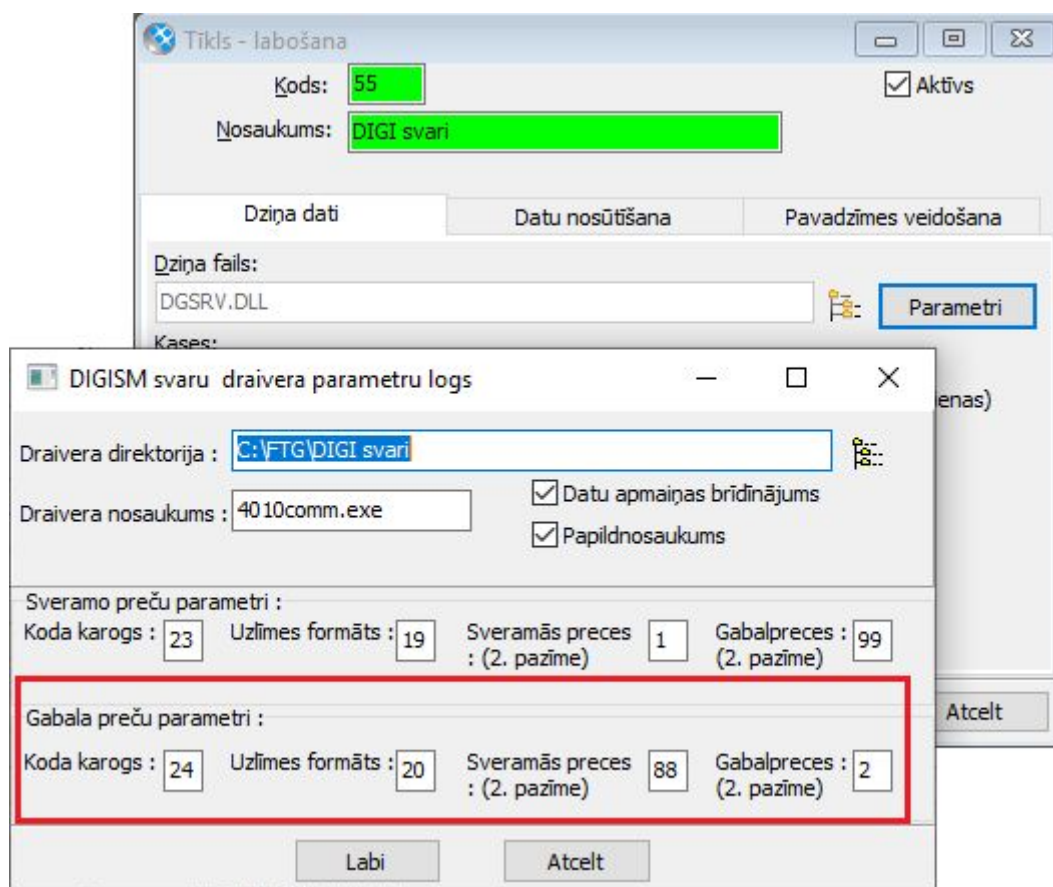 Tīkls - labošana
Kods: 55
Aktīvs
Nosaukums: DIGI svari
Dziņa dati
Datu nosūtīšana
Pavadzīmes veidošana
Dziņa fails:
DGSRV.DLL
Parametri
Kases:
ienas)
DIGISM svaru draivera parametru logs
Draivera direktorija : C:\FTG\DIGI svari
Draivera nosaukums : 4010comm.exe
Datu apmaiņas brīdinājums
Papildnosaukums
Sveramo preču parametri :
Koda karogs : 23 Uzlīmes formāts : 19 Sveramās preces 1 Gabalpreces : 99
: (2. pazīme) (2. pazīme)
Gabala preču parametri :
Koda karogs : 24 Uzlīmes formāts : 20 Sveramās preces 88 Gabalpreces : 2
: (2. pazīme) (2. pazīme)
Atcelt
Labi
Atcelt